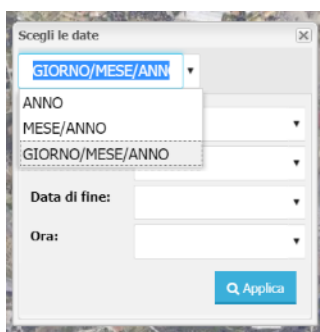 Scegli le date
GIORNO/MESE/ANN
ANNO
MESE/ANNO
GIORNO/MESE/ANNO
Data di fine:
Ora:
Applica